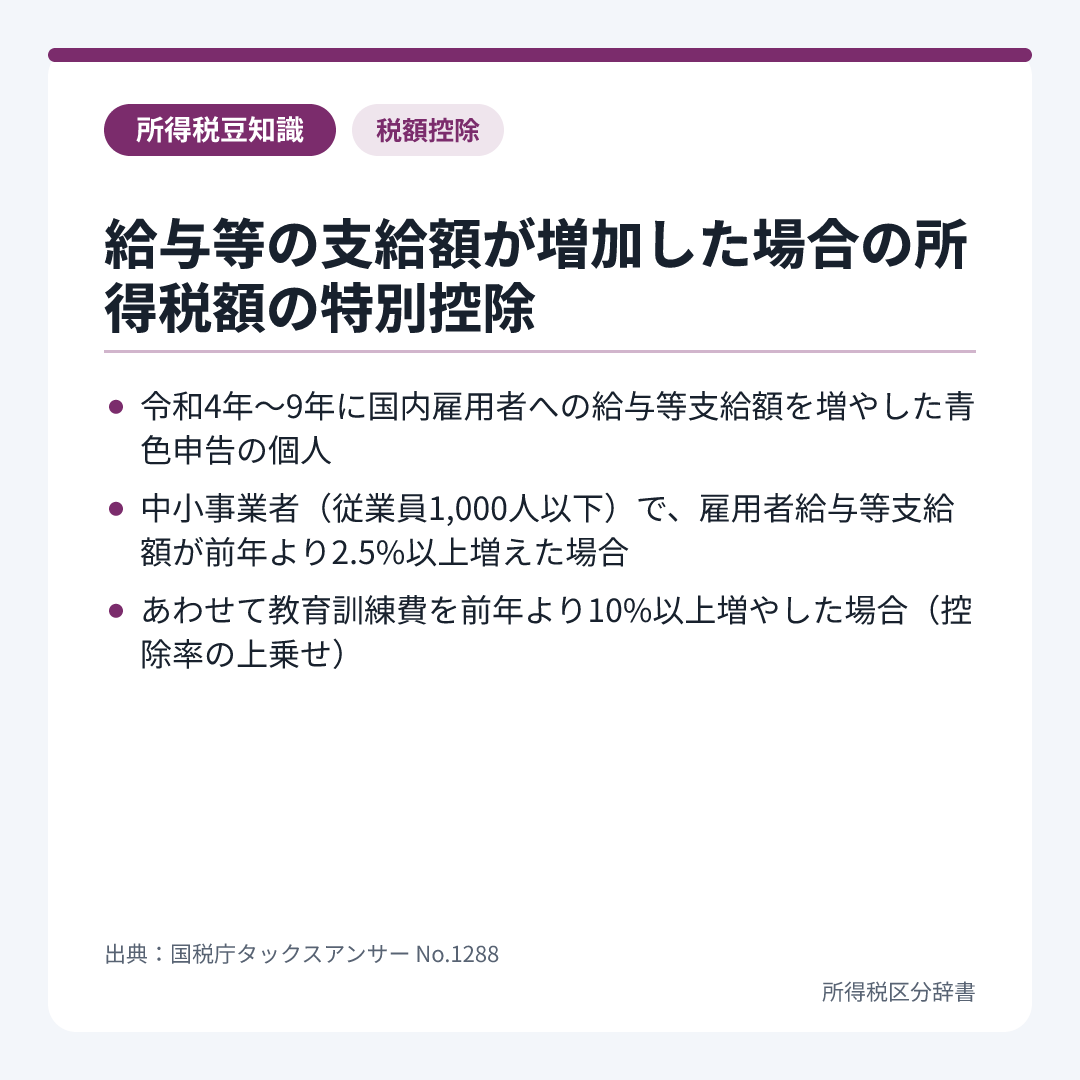 所得税豆知識
税額控除
給与等の支給額が増加した場合の所
得税額の特別控除
令和4年～9年に国内雇用者への給与等支給額を増やした青
色申告の個人
中小事業者（従業員1,000人以下）で、雇用者給与等支給
額が前年より2.5%以上増えた場合
あわせて教育訓練費を前年より10%以上増やした場合（控
除率の上乗せ）
出典：国税庁タックスアンサー No.1288
所得税区分辞書